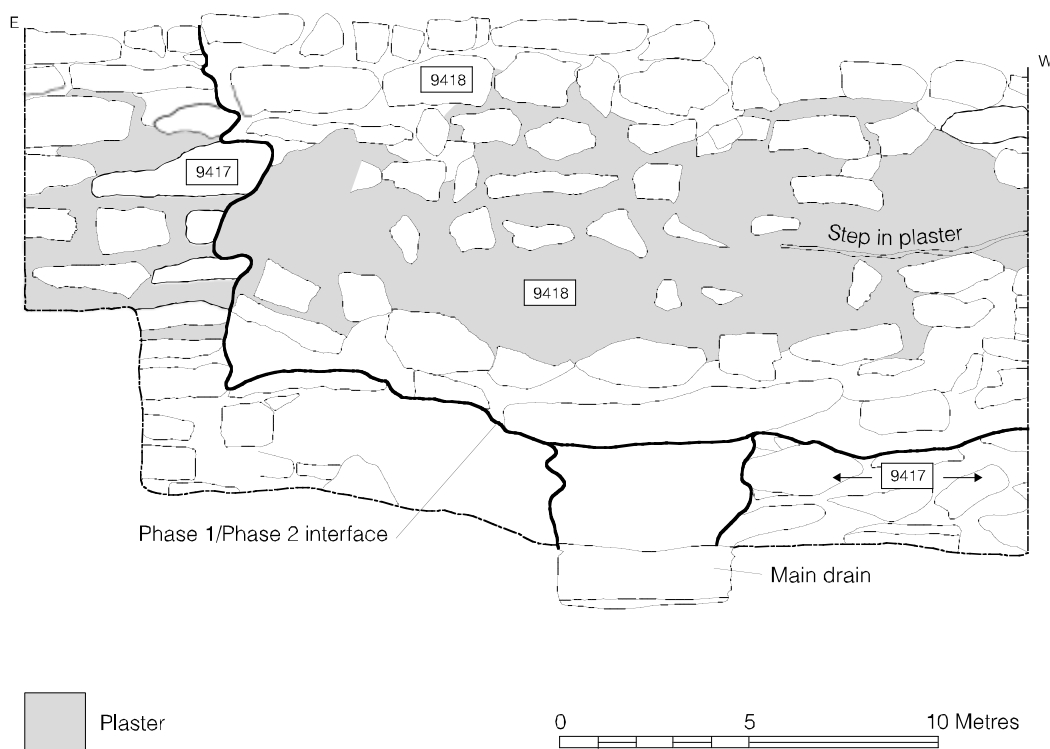 E
W
9418
9417
Step in plaster
9418
9417
Phase 1/Phase 2 interface
Main drain
Plaster
0 5 10 Metres